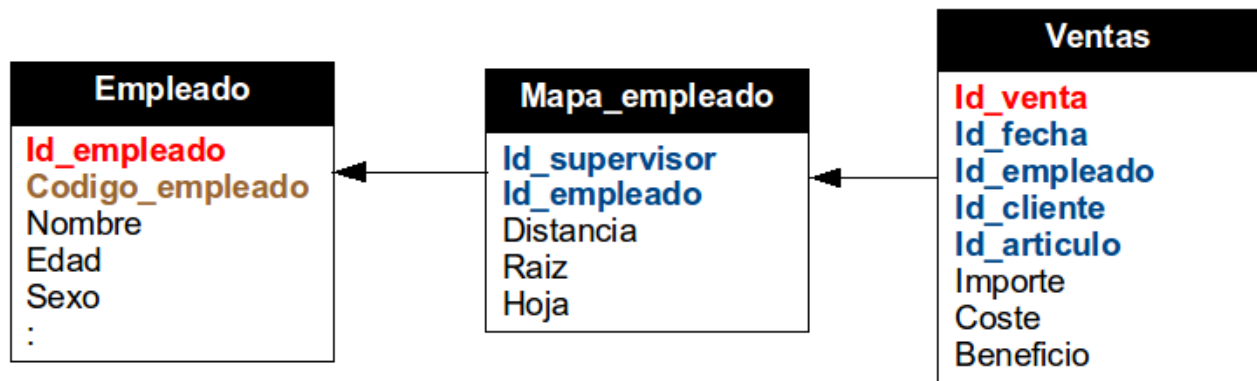 Empleado
Id_empleado
Codigo_empleado
Nombre
Edad
Sexo
:
Mapa_empleado
Id_supervisor
Id_empleado
Distancia
Raiz
Hoja
Ventas
Id_venta
Id_fecha
Id_empleado
Id_cliente
Id_articulo
Importe
Coste
Beneficio